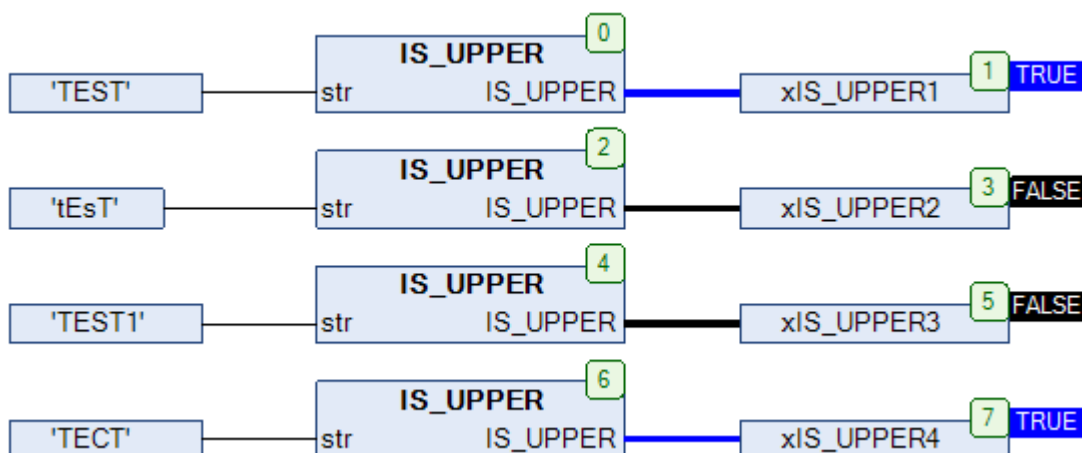 0
IS_UPPER
'TEST' str IS_UPPER xIS_UPPER1 1 TRUE
2
IS_UPPER
'tEsT' str IS_UPPER xIS_UPPER2 3 FALSE
4
IS_UPPER
'TEST1' str IS_UPPER xIS_UPPER3 5 FALSE
6
IS_UPPER
'ТЕСТ' str IS_UPPER xIS_UPPER4 7 TRUE